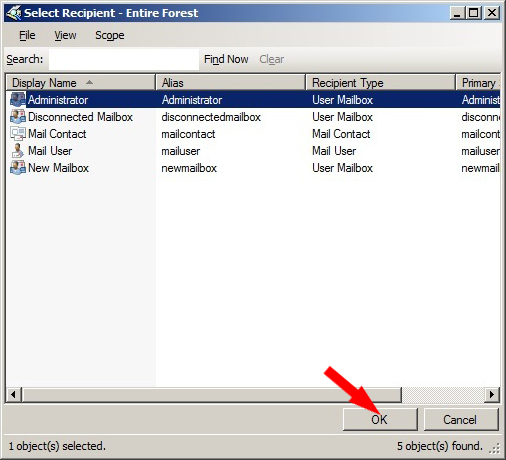 Select Recipient - Entire Forest
File View Scope
Search: Find Now Clear
Display Name Alias Recipient Type Primary
Administrator Administrator User Mailbox Administ
Disconnected Mailbox disconnectedmailbox User Mailbox disconne
Mail Contact mailcontact Mail Contact mailcont
Mail User mailuser Mail User mailuser
New Mailbox newmailbox User Mailbox newmail
OK Cancel
1 object(s) selected. 5 object(s) found.